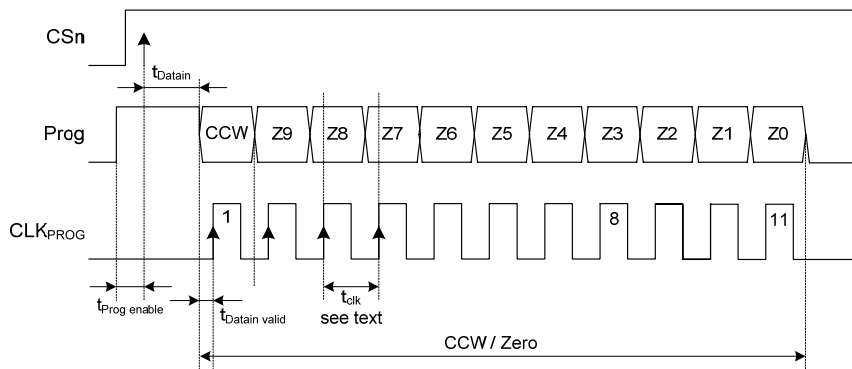 CSn
tDatain
Prog
CCW Z9 Z8 Z7 Z6 Z5 Z4 Z3 Z2 Z1 Z0
1 8 11
CLKPROG
tProg enable
tDatain valid
tclk
see text
CCW / Zero